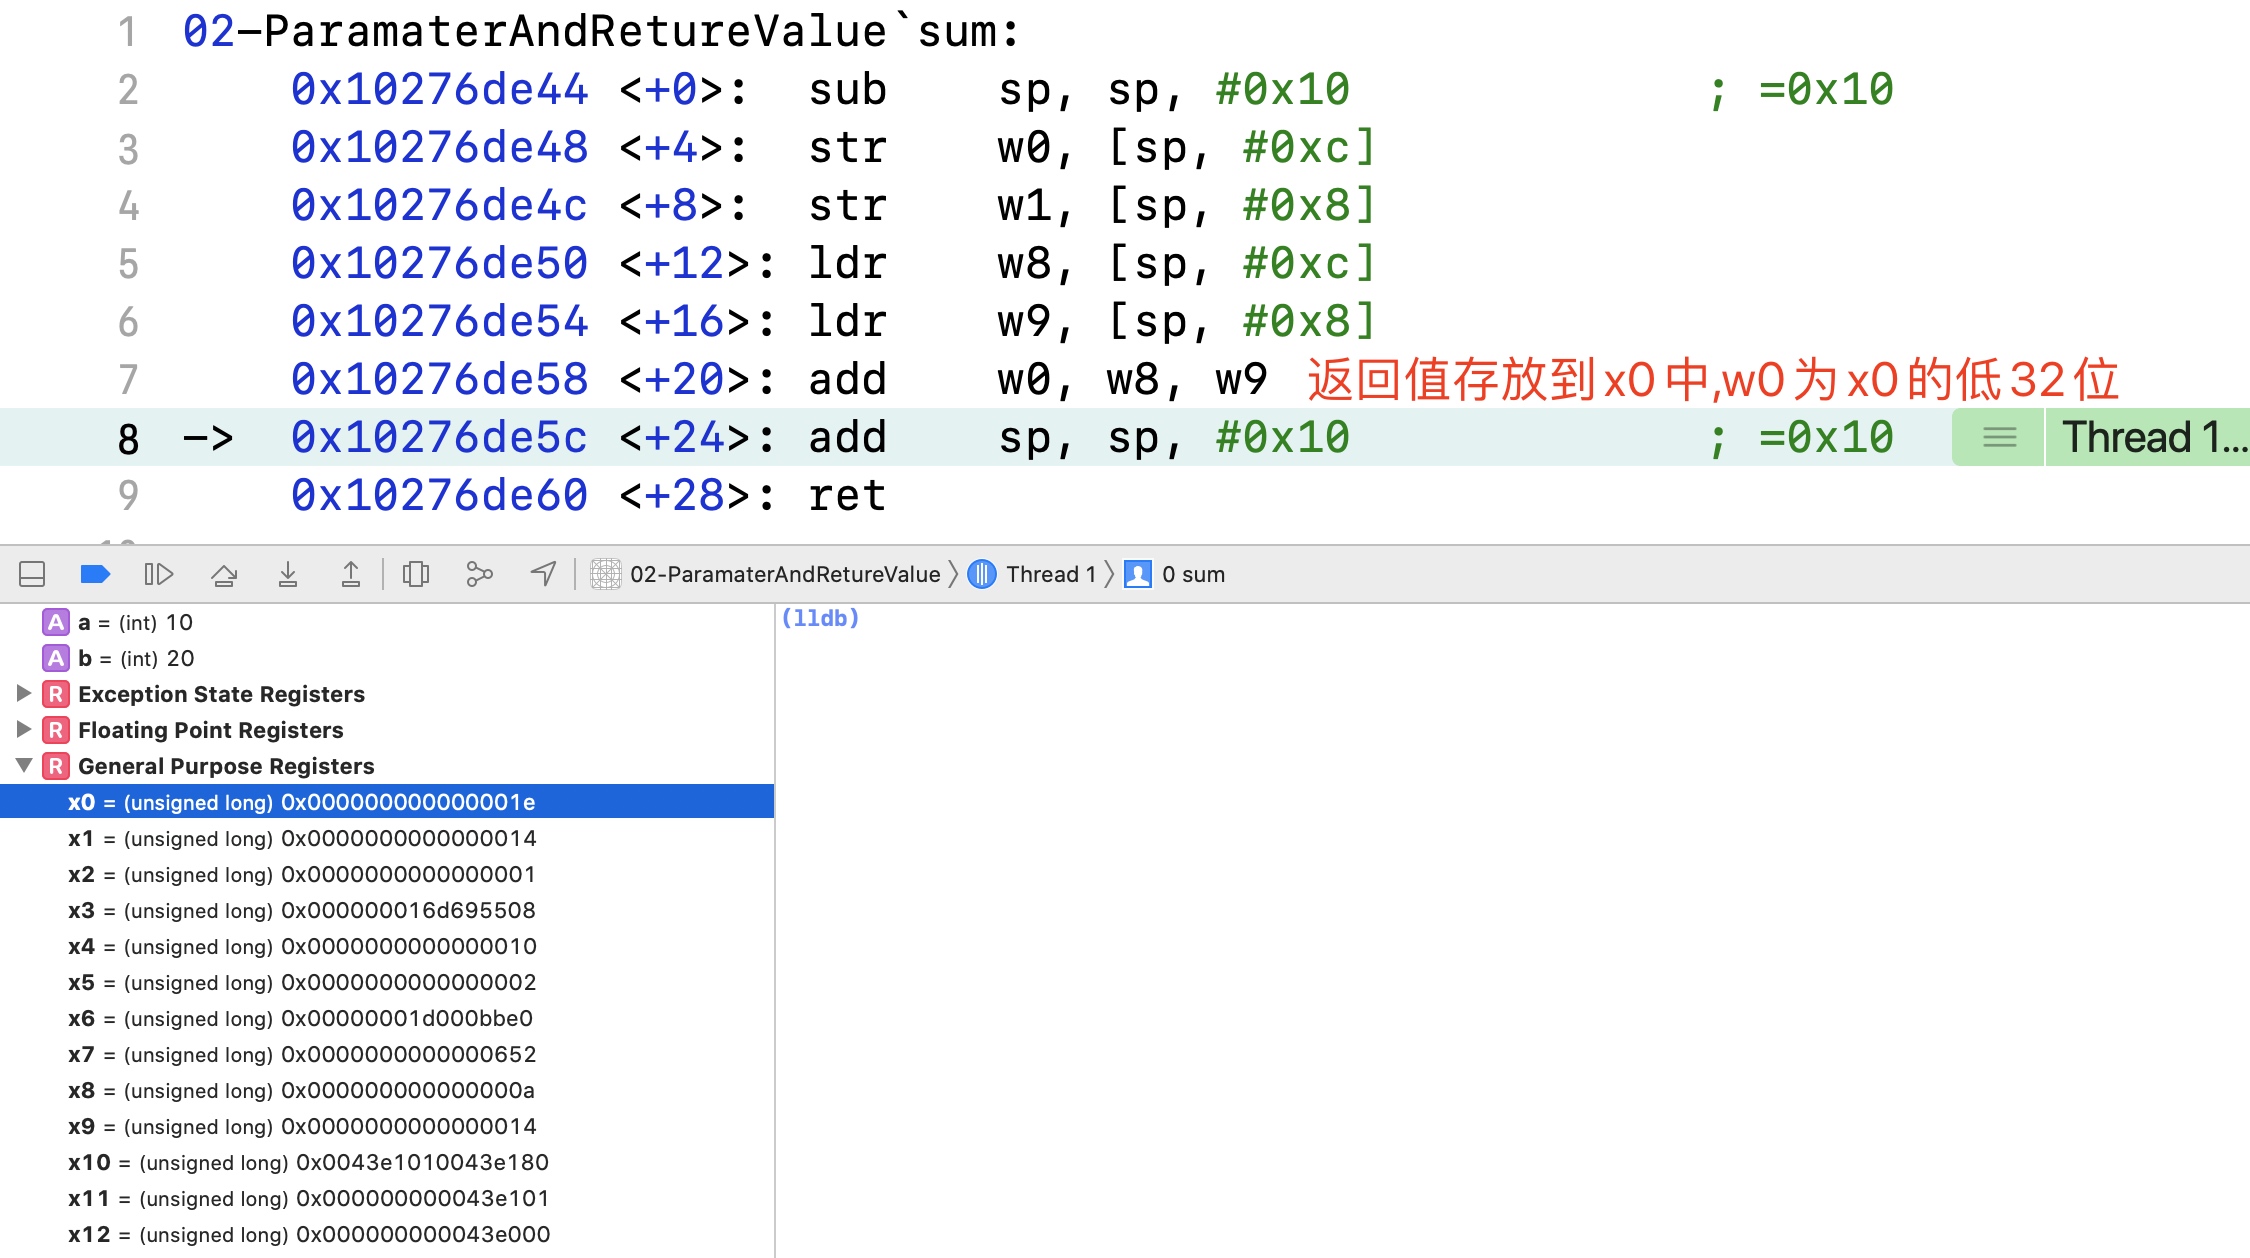 1 02-ParamaterAndRetureValue`sum:
2 0x10276de44 <+0>: sub sp, sp, #0x10 ; =0x10
3 0x10276de48 <+4>: str w0, [sp, #0xc]
4 0x10276de4c <+8>: str w1, [sp, #0x8]
5 0x10276de50 <+12>: ldr w8, [sp, #0xc]
6 0x10276de54 <+16>: ldr w9, [sp, #0x8]
7 0x10276de58 <+20>: add w0, w8, w9 返回值存放到x0中,w0为x0的低32位
8 -> 0x10276de5c <+24>: add sp, sp, #0x10 ; =0x10 Thread 1...
9 0x10276de60 <+28>: ret
02-ParamaterAndRetureValue Thread 1 0 sum
A a = (int) 10
A b = (int) 20
R Exception State Registers
R Floating Point Registers
R General Purpose Registers
x0 = (unsigned long) 0x000000000000001e
x1 = (unsigned long) 0x0000000000000014
x2 = (unsigned long) 0x0000000000000001
x3 = (unsigned long) 0x000000016d695508
x4 = (unsigned long) 0x0000000000000010
x5 = (unsigned long) 0x0000000000000002
x6 = (unsigned long) 0x00000001d000bbe0
x7 = (unsigned long) 0x0000000000000652
x8 = (unsigned long) 0x000000000000000a
x9 = (unsigned long) 0x0000000000000014
x10 = (unsigned long) 0x0043e1010043e180
x11 = (unsigned long) 0x000000000043e101
x12 = (unsigned long) 0x000000000043e000
(lldb)